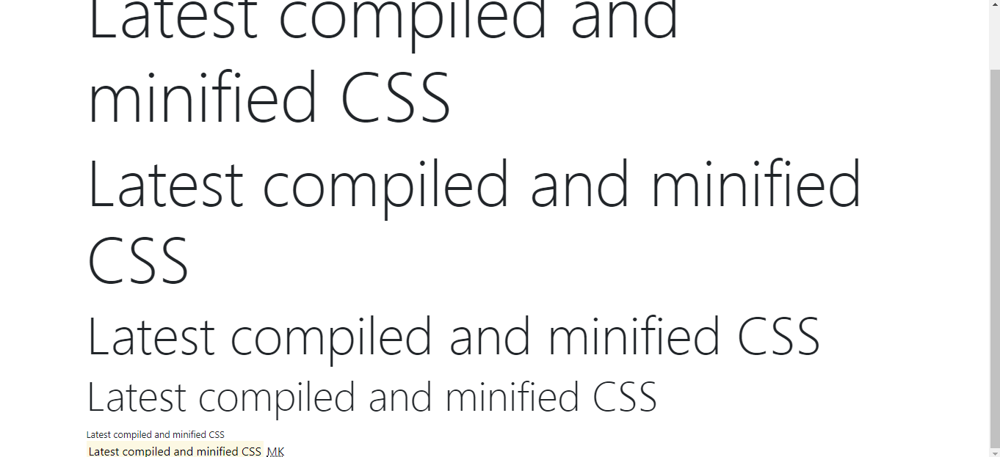 Latest compiled and
minified CSS
Latest compiled and minified
CSS
Latest compiled and minified CSS
Latest compiled and minified CSS
Latest compiled and minified CSS
Latest compiled and minified CSS MK